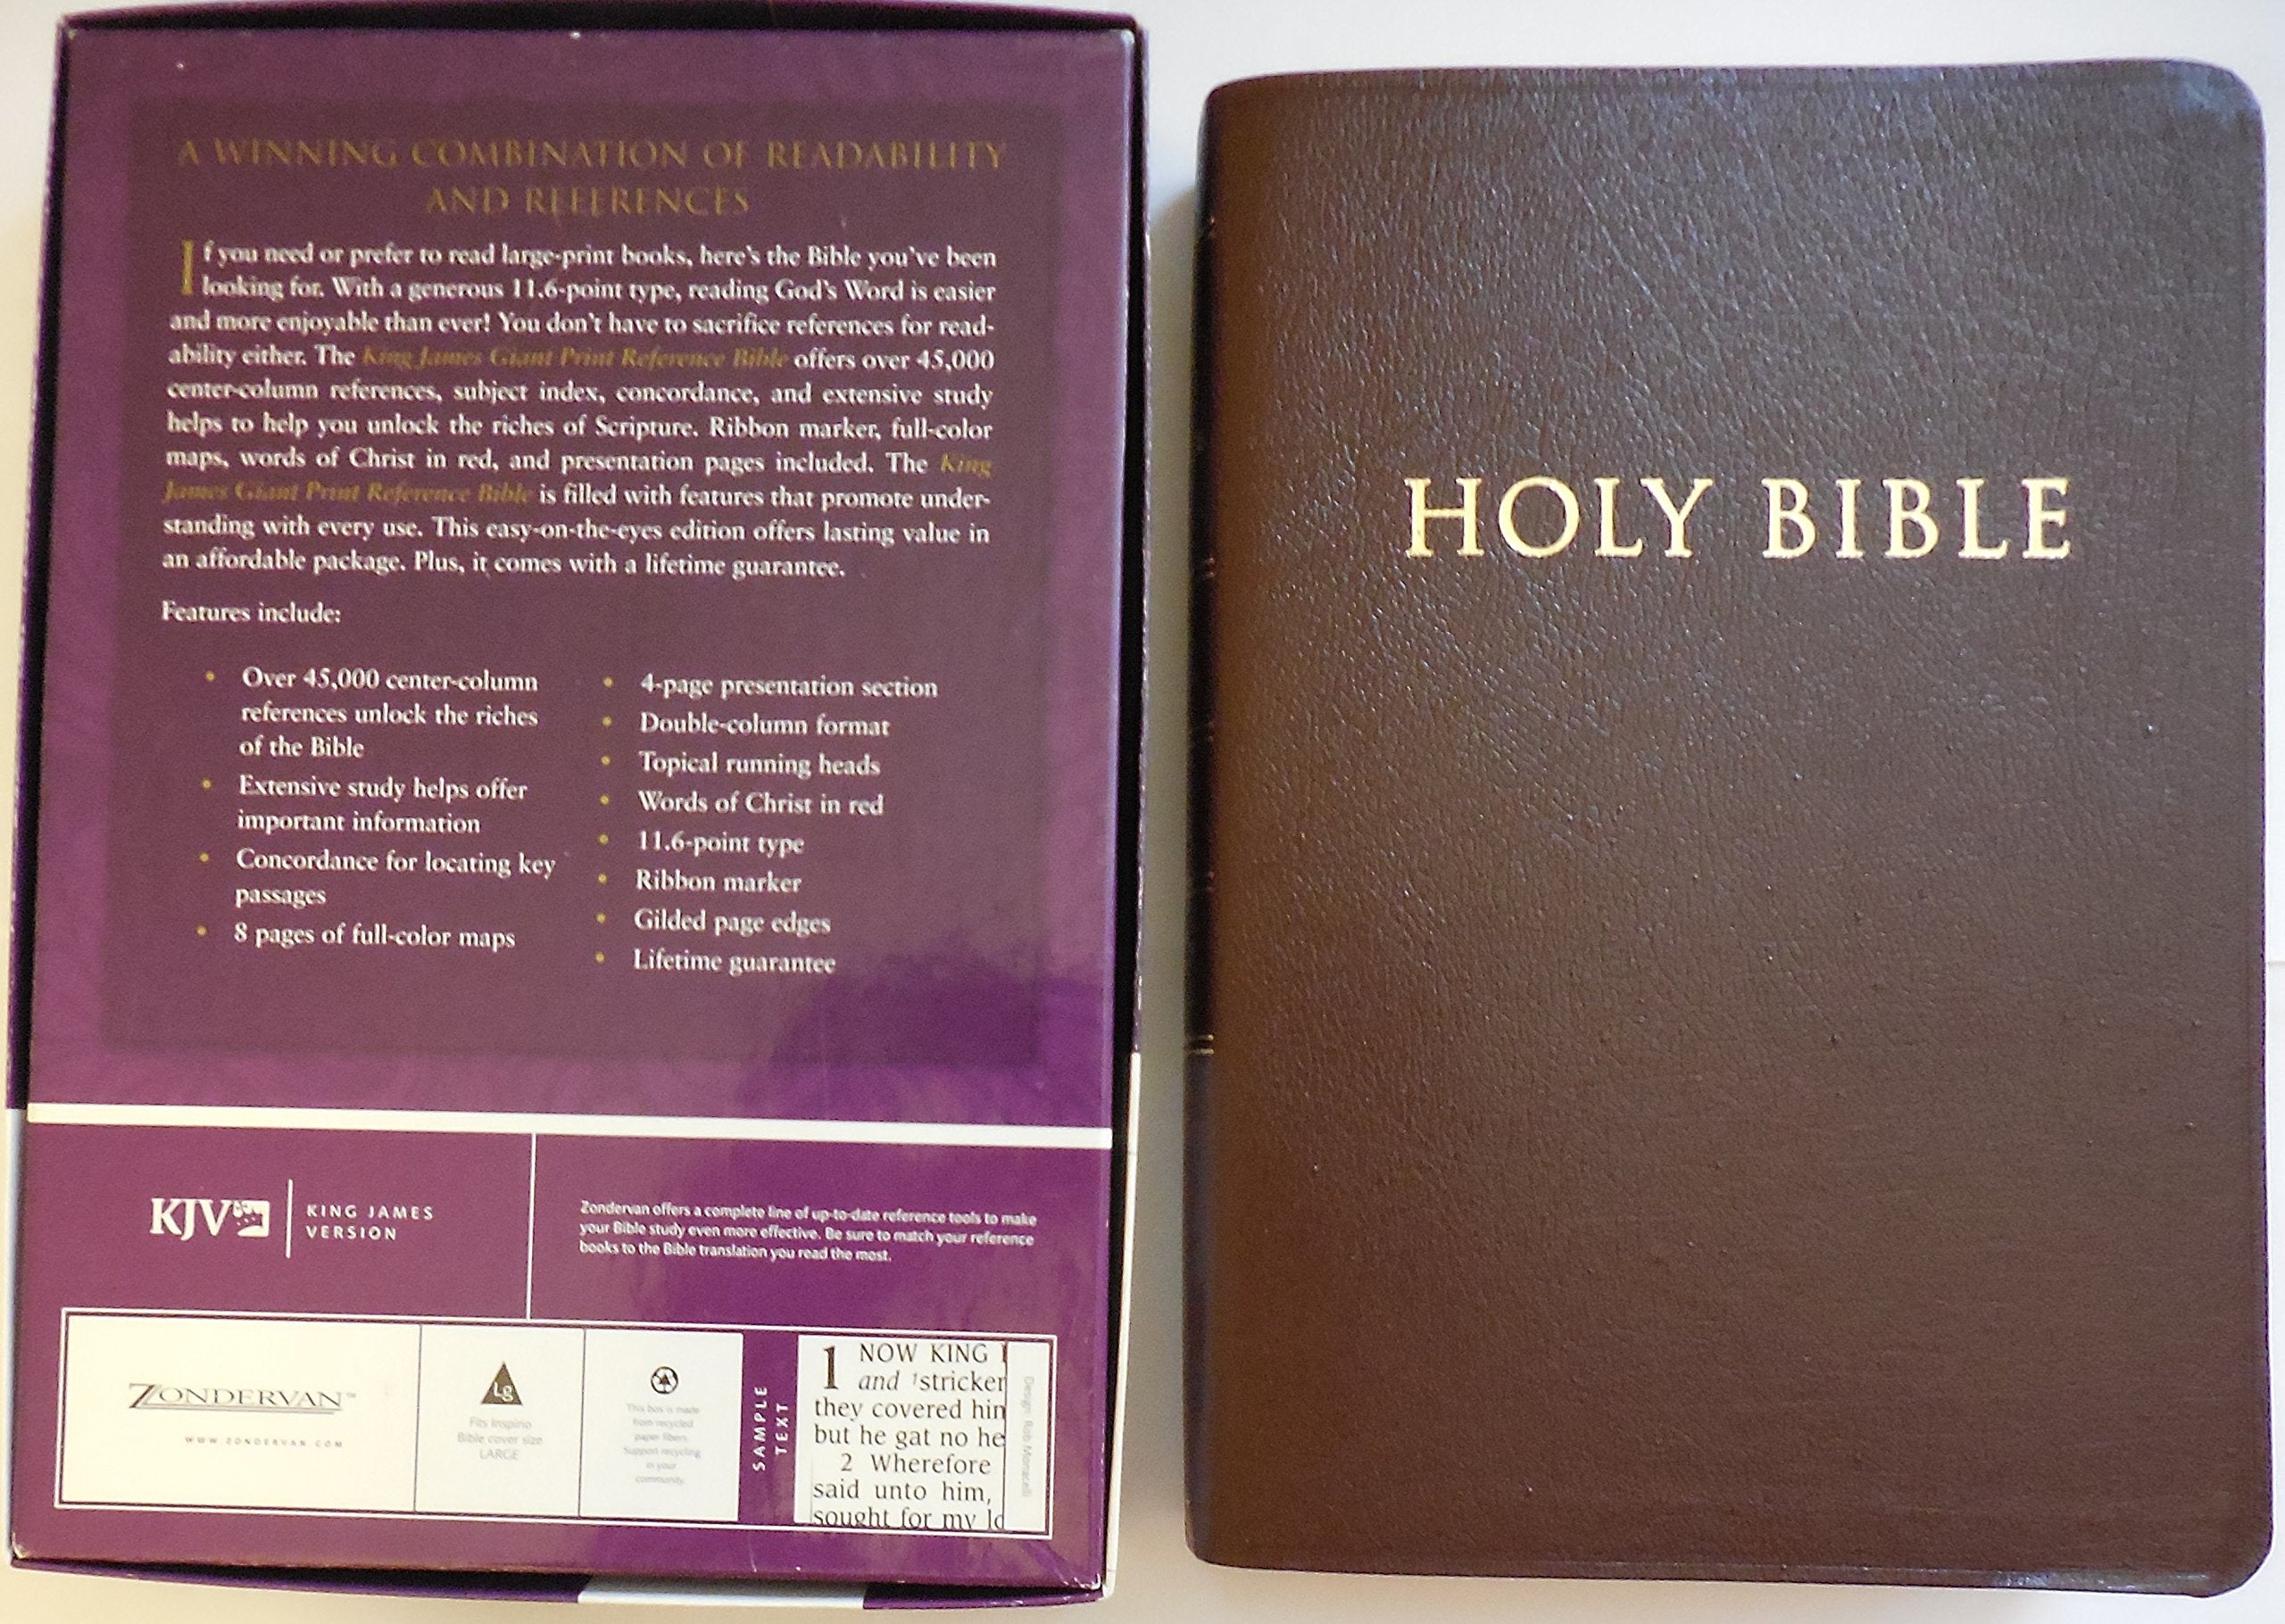 A WINNING COMBINATION OF READABILITY
AND REFERENCES
If you need or prefer to read large-print books, here's the Bible you've been
looking for. With a generous 11.6-point type, reading God's Word is easier
and more enjoyable than ever! You don't have to sacrifice references for read-
ability either. The King James Giant Print Reference Bible offers over 45,000
center-column references, subject index, concordance, and extensive study
helps to help you unlock the riches of Scripture. Ribbon marker, full-color
maps, words of Christ in red, and presentation pages included. The King
James Giant Print Reference Bible is filled with features that promote under-
standing with every use. This easy-on-the-eyes edition offers lasting value in
an affordable package. Plus, it comes with a lifetime guarantee.
Features include:
• Over 45,000 center-column
references unlock the riches
of the Bible
• Extensive study helps offer
important information
• Concordance for locating key
passages
• 8 pages of full-color maps
• 4-page presentation section
• Double-column format
• Topical running heads
• Words of Christ in red
• 11.6-point type
• Ribbon marker
• Gilded page edges
• Lifetime guarantee
KJV
KING JAMES
VERSION
Zondervan offers a complete line of up-to-date reference tools to make
your Bible study even more effective. Be sure to match your reference
books to the Bible translation you read the most.
ZONDERVAN™
WWW.ZONDERVAN.COM
Lg
Fits Inspirio
Bible cover size
LARGE
This box is made
from recycled
paper fibers.
Support recycling
in your
community.
SAMPLE
TEXT
1 NOW KING
and ¹stricken
they covered him
but he gat no he
2 Wherefore
said unto him,
sought for my lo
Design: Rob Monacelli
HOLY BIBLE